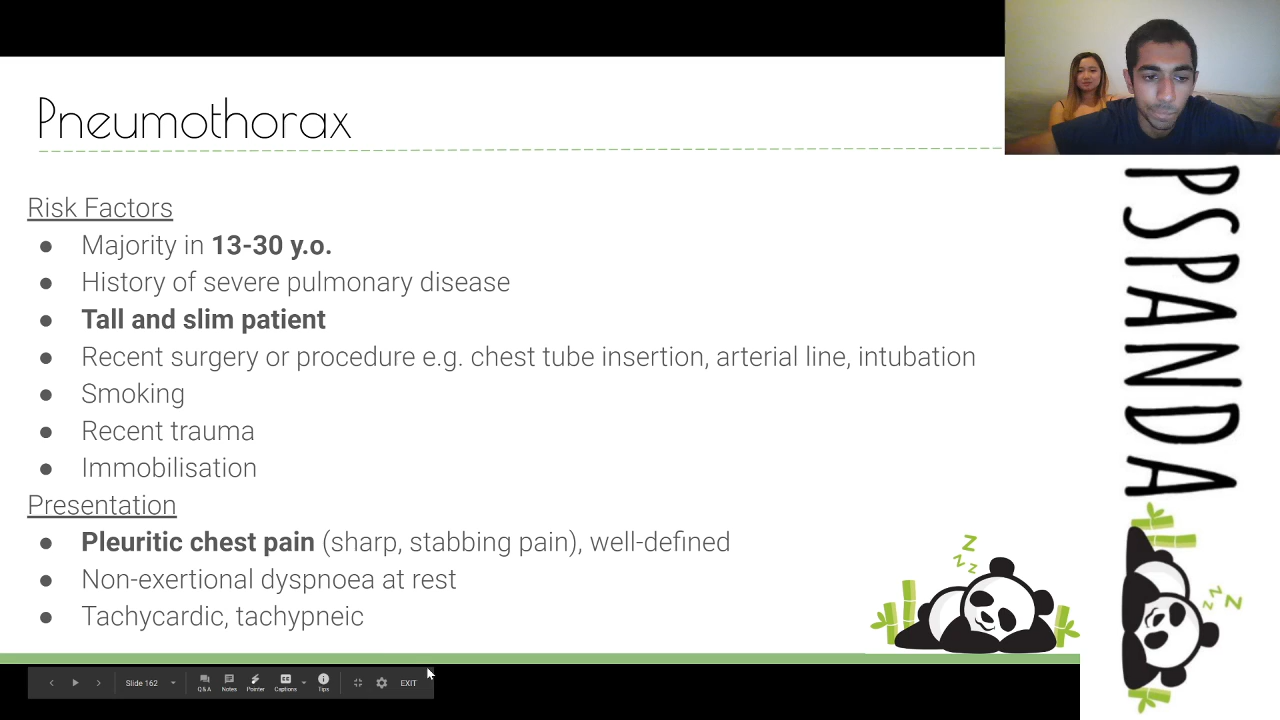 Pneumothorax
Risk Factors
● Majority in 13-30 y.o.
● History of severe pulmonary disease
● Tall and slim patient
● Recent surgery or procedure e.g. chest tube insertion, arterial line, intubation
● Smoking
● Recent trauma
● Immobilisation
Presentation
● Pleuritic chest pain (sharp, stabbing pain), well-defined
● Non-exertional dyspnoea at rest
● Tachycardic, tachypneic
z z z
PSPANDA
z z z
Slide 162
Q&A
Notes
Pointer
Captions
Tips
EXIT